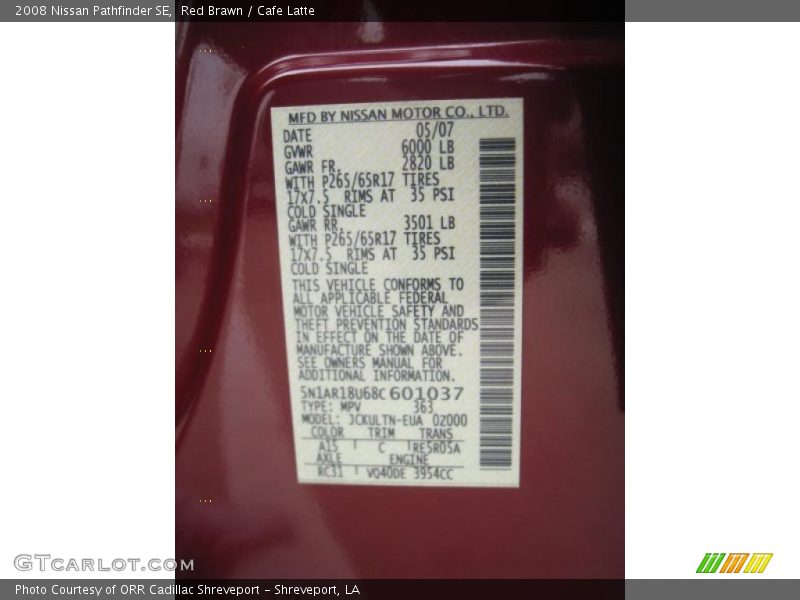 2008 Nissan Pathfinder SE, Red Brawn / Cafe Latte
MFD BY NISSAN MOTOR CO., LTD.
DATE 05/07
GVWR 6000 LB
GAWR FR. 2820 LB
WITH P265/65R17 TIRES
17X7.5 RIMS AT 35 PSI
COLD SINGLE
GAWR RR. 3501 LB
WITH P265/65R17 TIRES
17X7.5 RIMS AT 35 PSI
COLD SINGLE
THIS VEHICLE CONFORMS TO
ALL APPLICABLE FEDERAL
MOTOR VEHICLE SAFETY AND
THEFT PREVENTION STANDARDS
IN EFFECT ON THE DATE OF
MANUFACTURE SHOWN ABOVE.
SEE OWNERS MANUAL FOR
ADDITIONAL INFORMATION.
5N1AR18U68C601037
TYPE: MPV 363
MODEL: JCKULTN-EUA 0Z000
COLOR TRIM TRANS
A15 C RE5R05A
AXLE ENGINE
RC31 VQ40DE 3954CC
GTCARLOT.COM
Photo Courtesy of ORR Cadillac Shreveport - Shreveport, LA